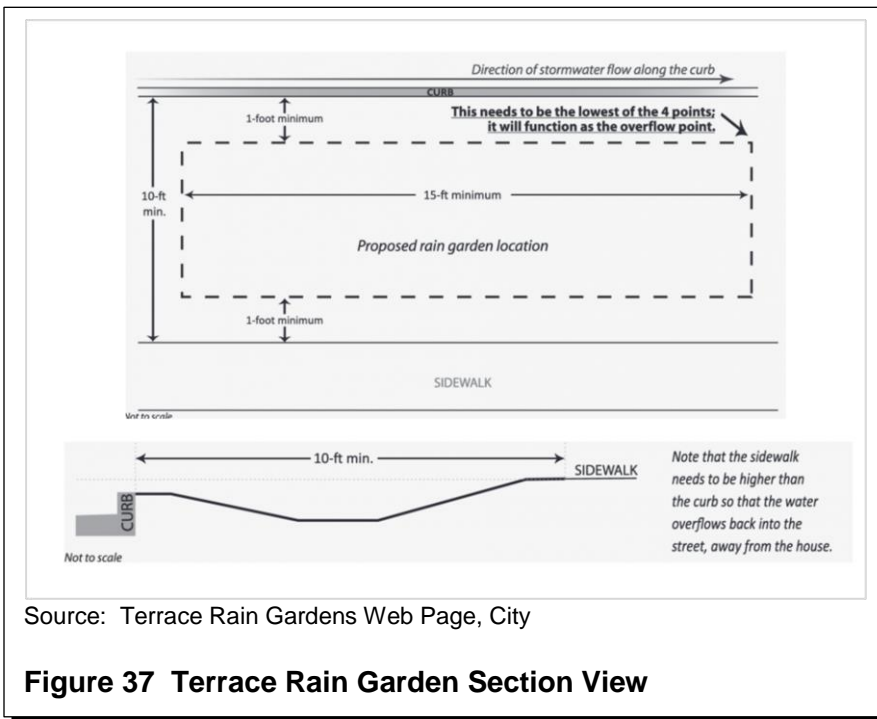 Direction of stormwater flow along the curb
CURB
1-foot minimum
This needs to be the lowest of the 4 points;
it will function as the overflow point.
10-ft
min.
15-ft minimum
Proposed rain garden location
1-foot minimum
SIDEWALK
Not to scale
10-ft min.
SIDEWALK
CURB
Not to scale
Note that the sidewalk
needs to be higher than
the curb so that the water
overflows back into the
street, away from the house.
Source: Terrace Rain Gardens Web Page, City
Figure 37 Terrace Rain Garden Section View